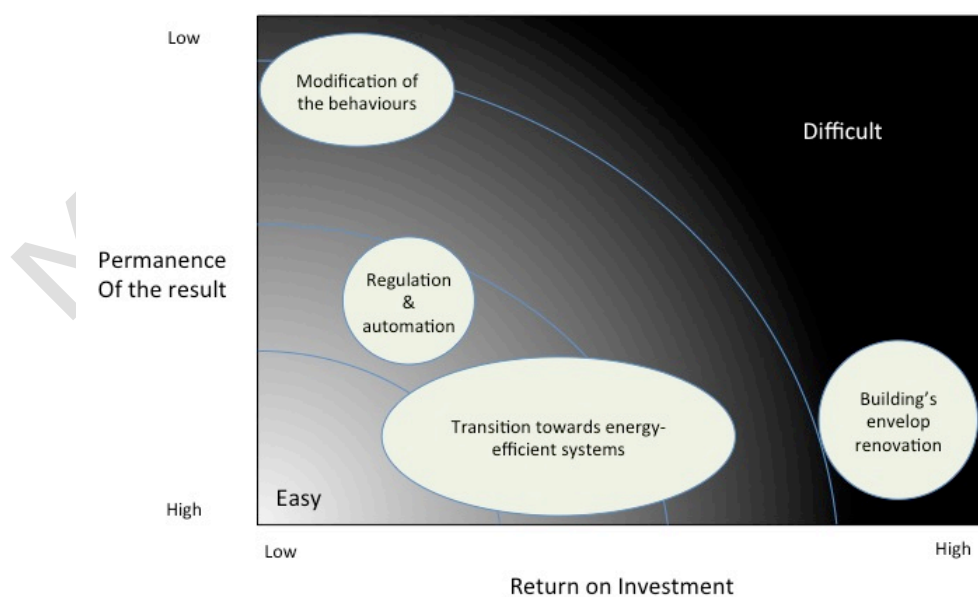 Low
Modification of
the behaviours
Difficult
Permanence
Of the result
Regulation
&
automation
Building's
envelop
renovation
Transition towards energy-
efficient systems
Easy
High
Low
High
Return on Investment